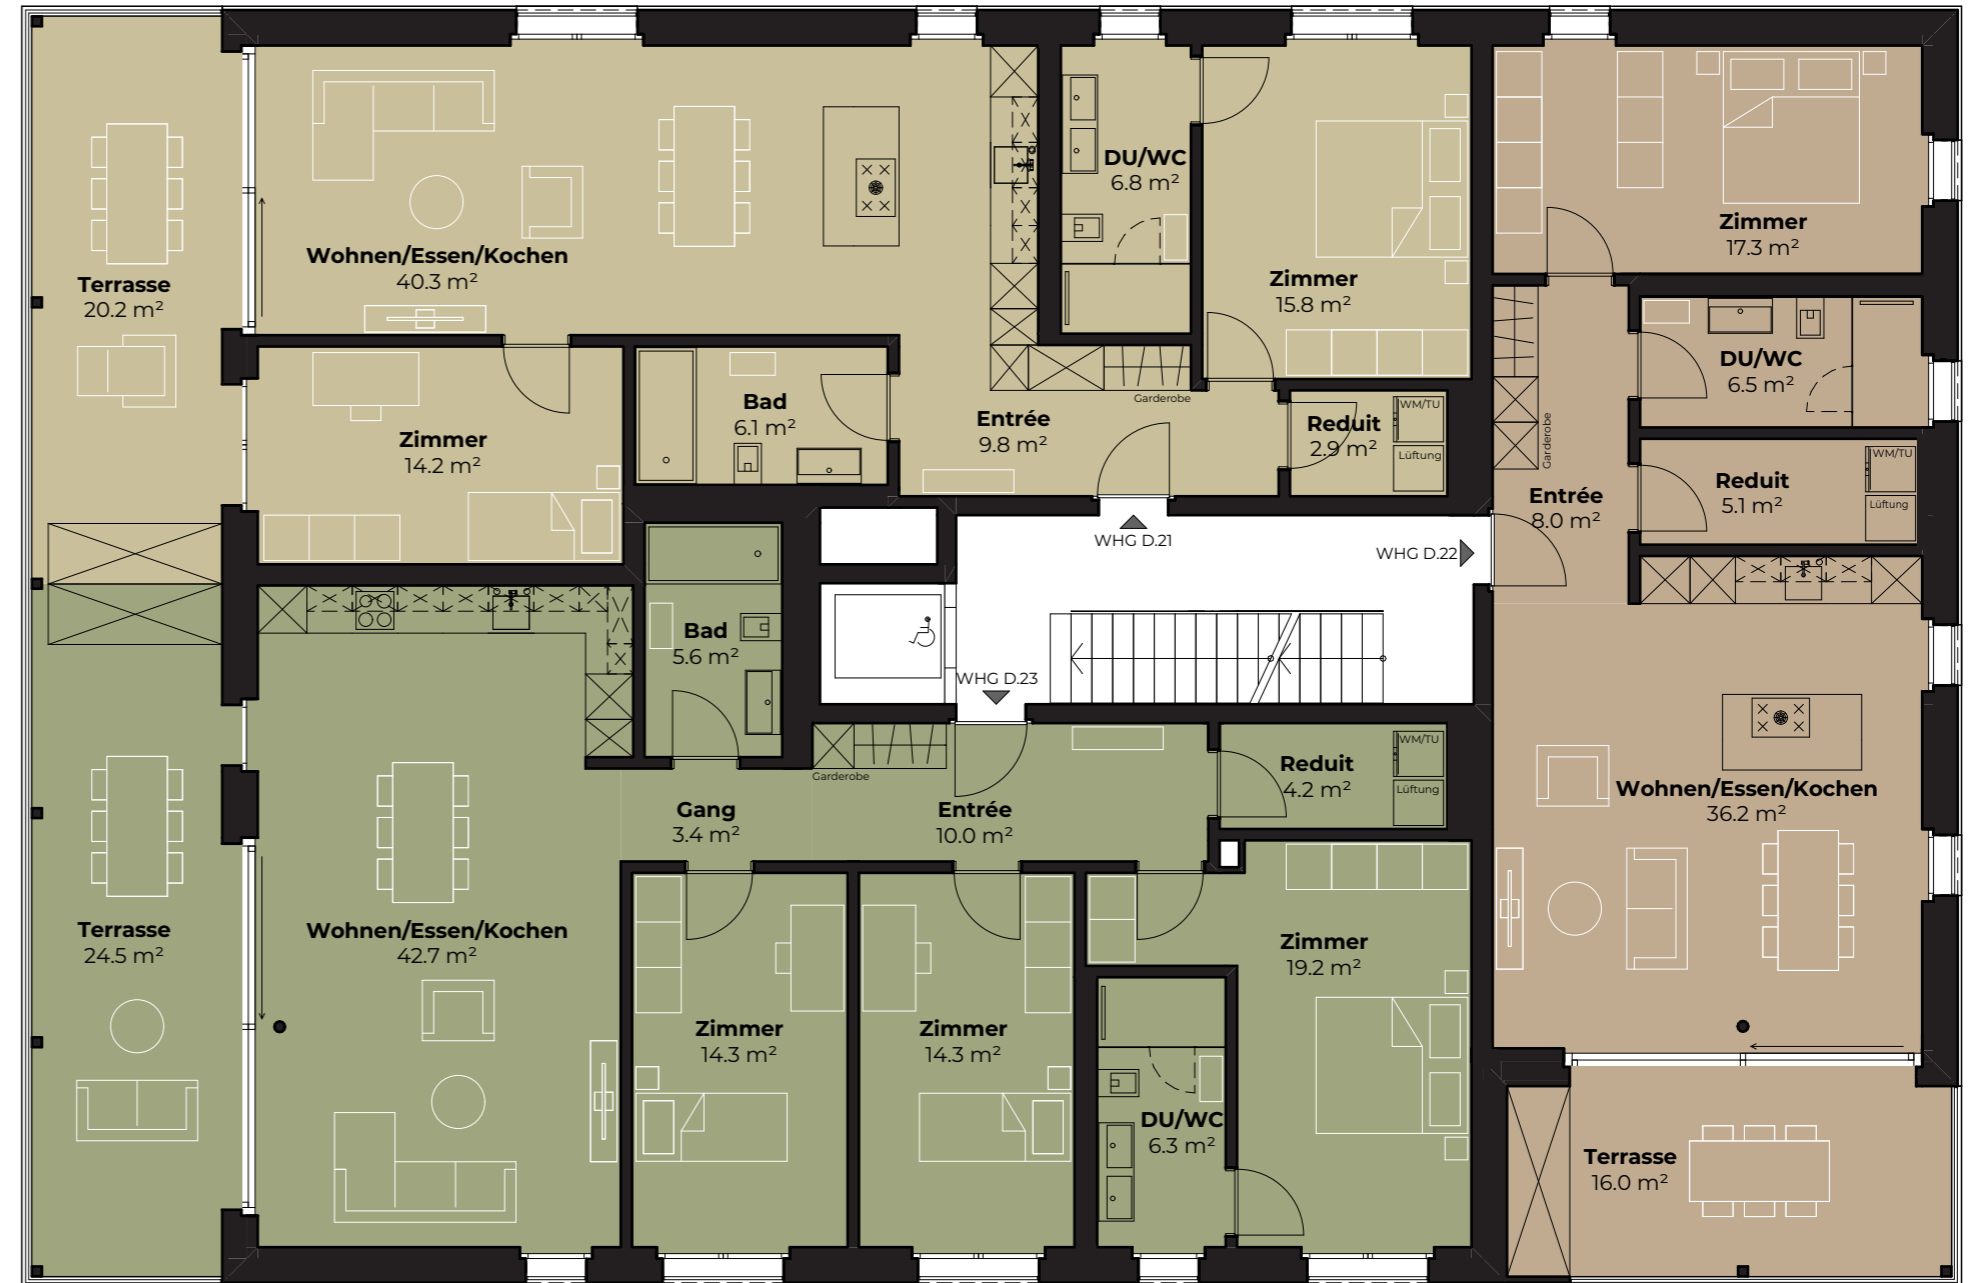 Terrasse
20.2 m²
Wohnen/Essen/Kochen
40.3 m²
DU/WC
6.8 m²
Zimmer
15.8 m²
Zimmer
17.3 m²
DU/WC
6.5 m²
Zimmer
14.2 m²
Bad
6.1 m²
Entrée
9.8 m²
Garderobe
Reduit
2.9 m²
WM/TU
Lüftung
Garderobe
Entrée
8.0 m²
Reduit
5.1 m²
WM/TU
Lüftung
WHG D.21
WHG D.22
WHG D.23
Bad
5.6 m²
Garderobe
Gang
3.4 m²
Entrée
10.0 m²
Reduit
4.2 m²
WM/TU
Lüftung
Wohnen/Essen/Kochen
36.2 m²
Terrasse
24.5 m²
Wohnen/Essen/Kochen
42.7 m²
Zimmer
14.3 m²
Zimmer
14.3 m²
Zimmer
19.2 m²
DU/WC
6.3 m²
Terrasse
16.0 m²